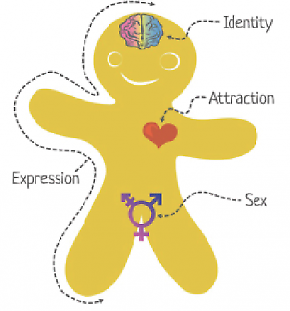 Identity
Attraction
Expression
Sex